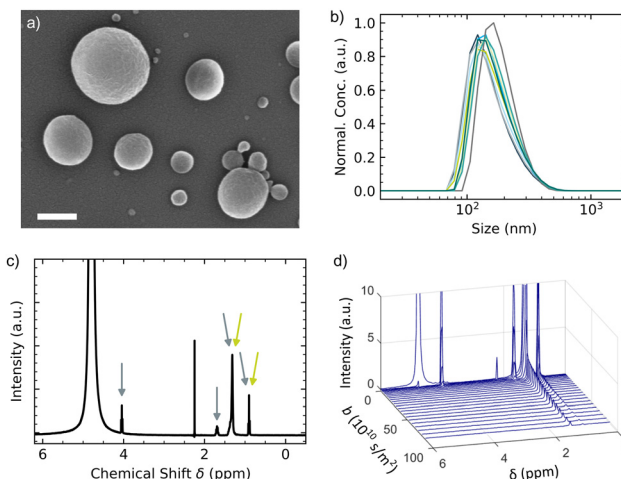 a)
b)
Normal. Conc. (a.u.)
1.0
0.8
0.6
0.4
0.2
0.0
10²
10³
Size (nm)
c)
Intensity (a.u.)
6
4
2
0
Chemical Shift δ (ppm)
d)
Intensity (a.u.)
10
5
0
0
50
100
b (10¹⁰ s/m²)
6
4
2
δ (ppm)